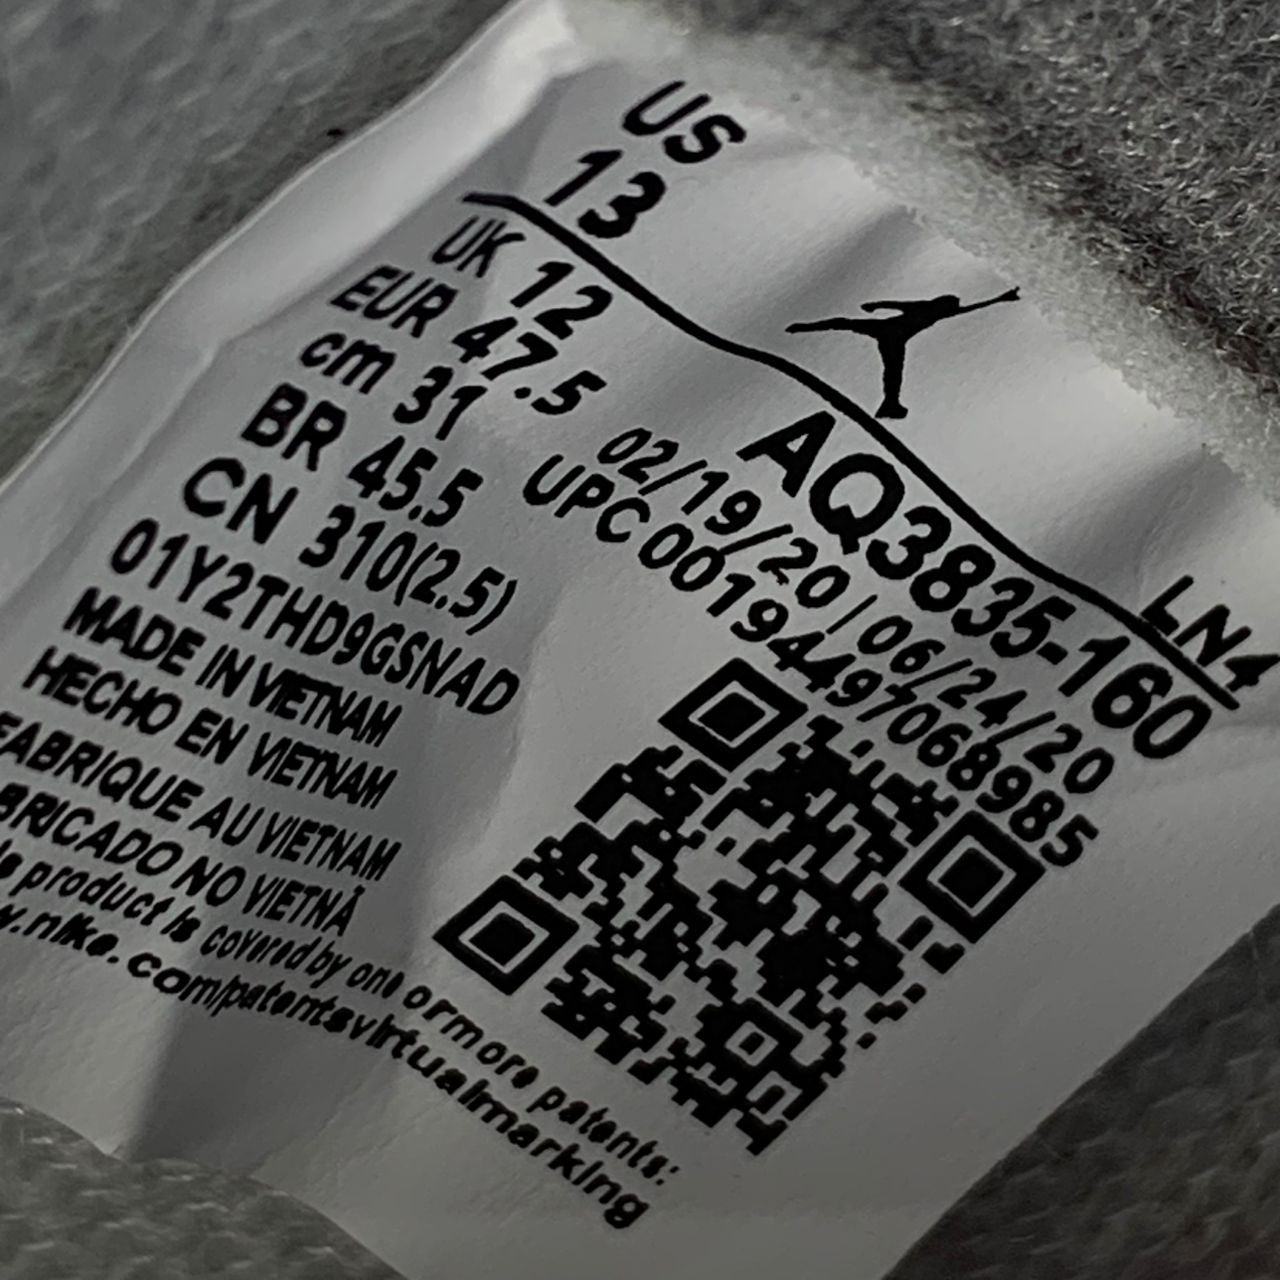 US
13
UK 12
EUR 47.5
cm 31
BR 45.5
CN 310(2.5)
01Y2THD9GSNAD
MADE IN VIETNAM
HECHO EN VIETNAM
FABRIQUE AU VIETNAM
BRICADO NO VIETNÃ
product is covered by one or more patents:
.nike.com/patentsvirtualmarking
LN4
AQ3835-160
02/19/20 | 06/24/20
UPC 00194497068985